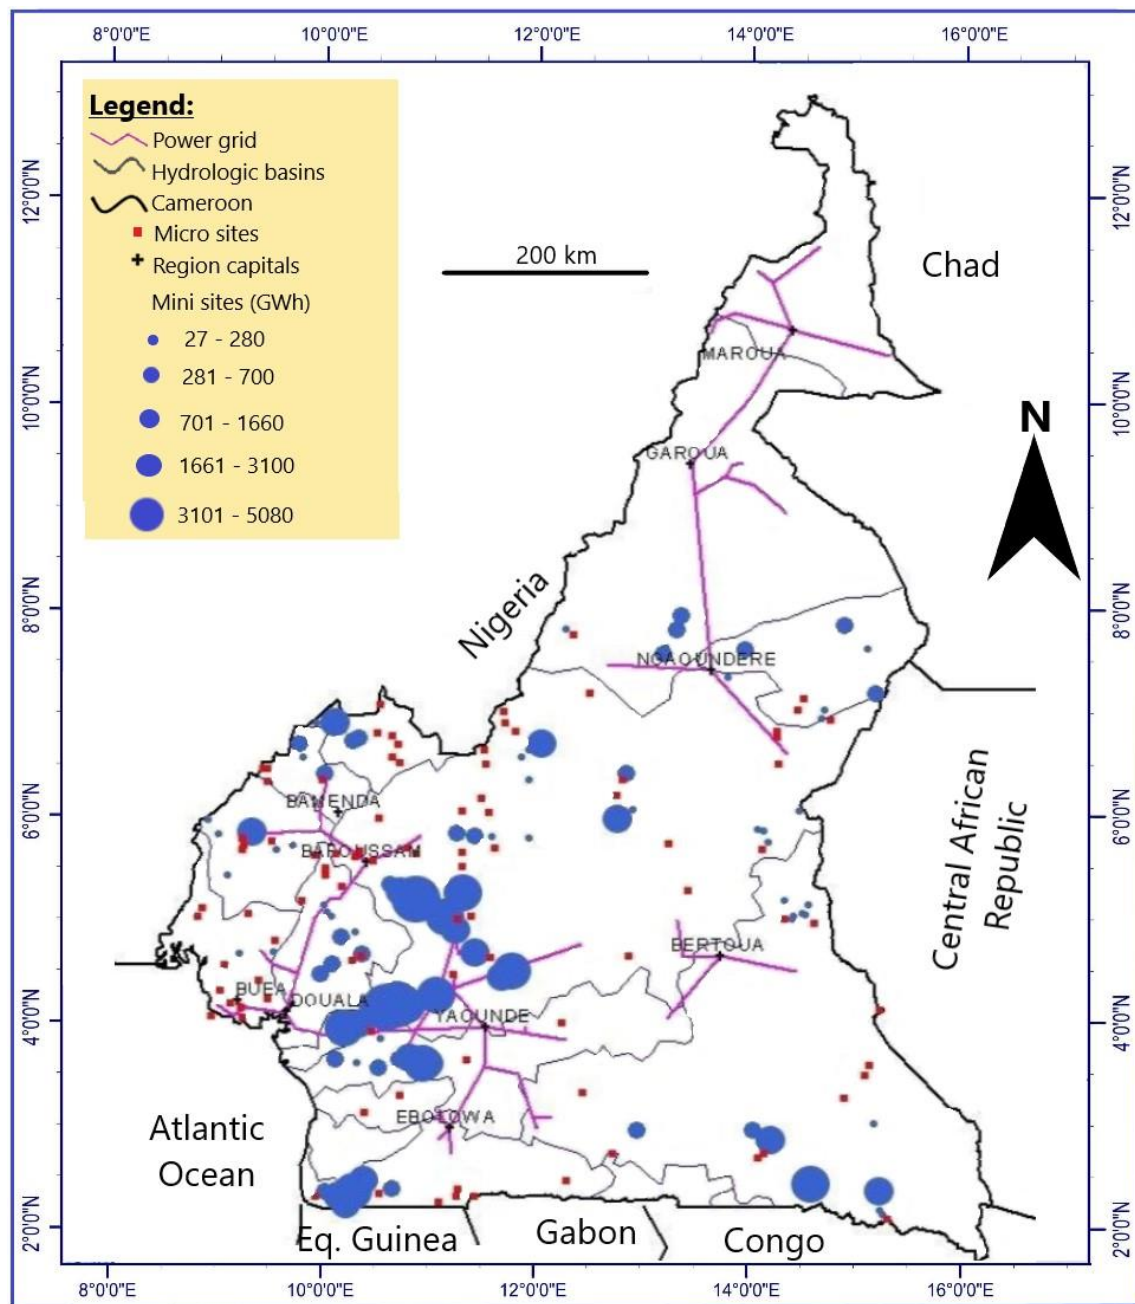 8°0'0"E 10°0'0"E 12°0'0"E 14°0'0"E 16°0'0"E
Legend:
Power grid
Hydrologic basins
Cameroon
Micro sites
Region capitals
Mini sites (GWh)
27 - 280
281 - 700
701 - 1660
1661 - 3100
3101 - 5080
200 km
Chad
N
Nigeria
Central African
Republic
Atlantic
Ocean
Eq. Guinea
Gabon
Congo
MAROUA
GAROUA
NGAOUNDERE
BAMENDA
BAFOUSSAM
BERTOUA
BUEA
DOUALA
YAOUNDE
EBOLOWA
12°0'0"N
10°0'0"N
8°0'0"N
6°0'0"N
4°0'0"N
2°0'0"N
12°0'0"N
10°0'0"N
8°0'0"N
6°0'0"N
4°0'0"N
2°0'0"N
8°0'0"E 10°0'0"E 12°0'0"E 14°0'0"E 16°0'0"E